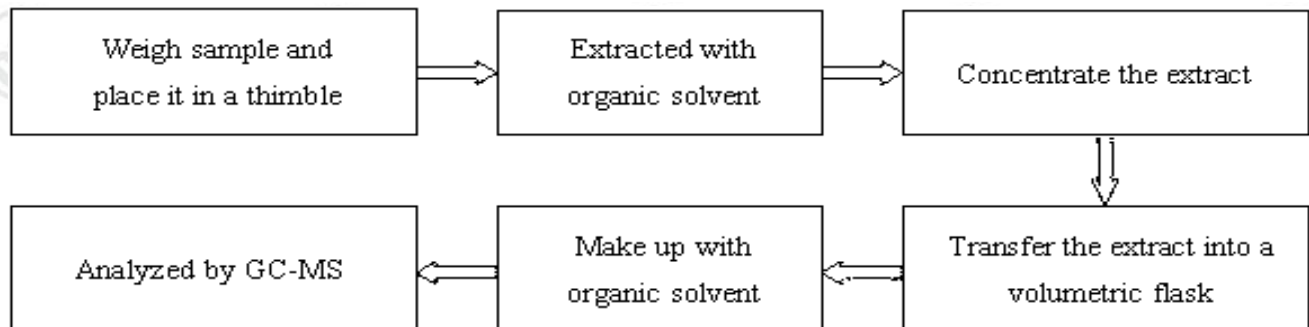 Weigh sample and
place it in a thimble
Extracted with
organic solvent
Concentrate the extract
Transfer the extract into a
volumetric flask
Make up with
organic solvent
Analyzed by GC-MS